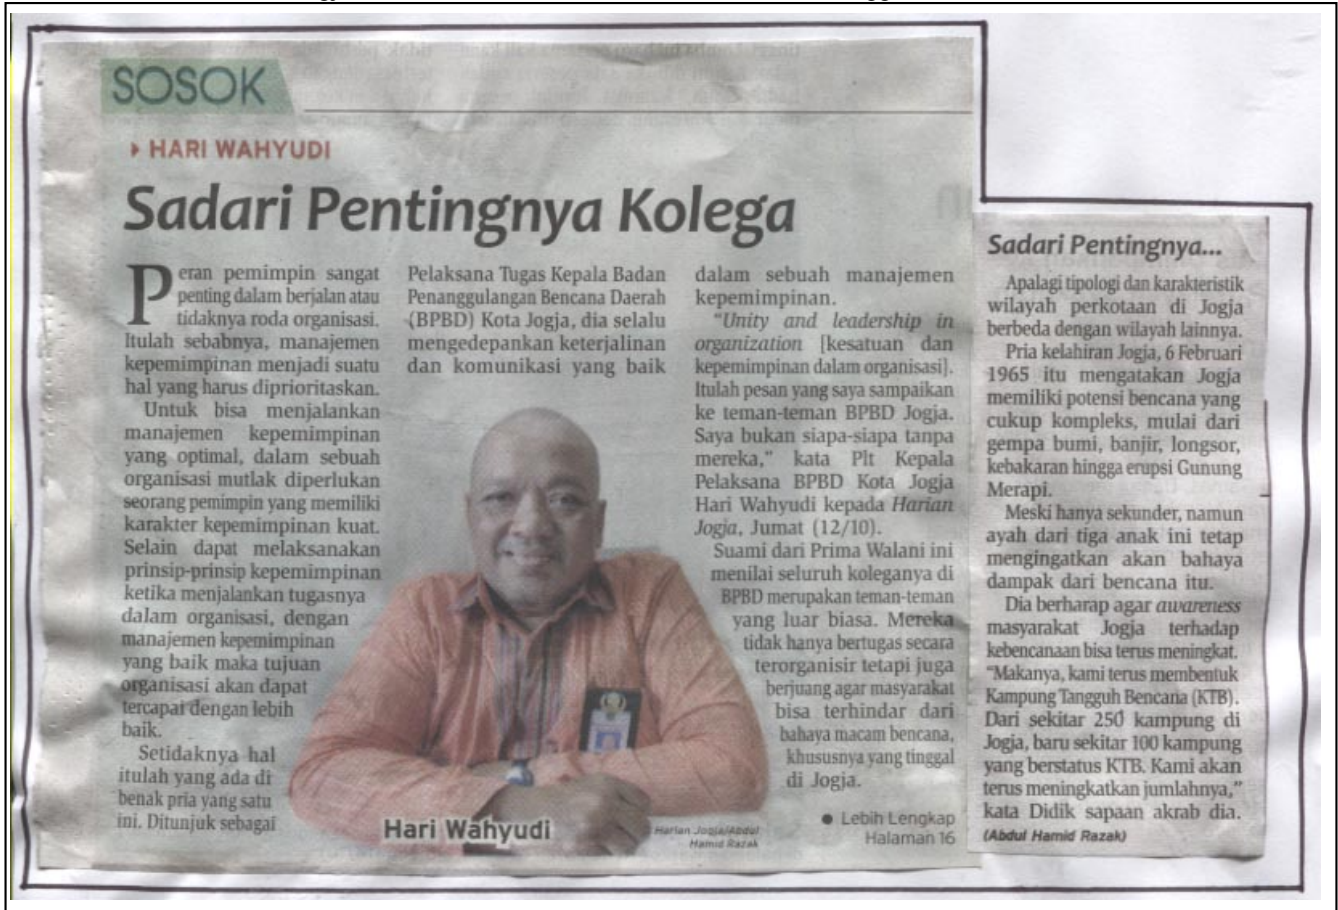 SOSOK
HARI WAHYUDI
Sadari Pentingnya Kolega
Peran pemimpin sangat
penting dalam berjalan atau
tidaknya roda organisasi.
Itulah sebabnya, manajemen
kepemimpinan menjadi suatu
hal yang harus diprioritaskan.
Untuk bisa menjalankan
manajemen kepemimpinan
yang optimal, dalam sebuah
organisasi mutlak diperlukan
seorang pemimpin yang memiliki
karakter kepemimpinan kuat.
Selain dapat melaksanakan
prinsip-prinsip kepemimpinan
ketika menjalankan tugasnya
dalam organisasi, dengan
manajemen kepemimpinan
yang baik maka tujuan
organisasi akan dapat
tercapai dengan lebih
baik.
Setidaknya hal
itulah yang ada di
benak pria yang satu
ini. Ditunjuk sebagai
Pelaksana Tugas Kepala Badan
Penanggulangan Bencana Daerah
(BPBD) Kota Jogja, dia selalu
mengedepankan keterjalinan
dan komunikasi yang baik
Hari Wahyudi
Harian Jogja/Abdul
Hamid Razak
dalam sebuah manajemen
kepemimpinan.
"Unity and leadership in
organization [kesatuan dan
kepemimpinan dalam organisasi].
Itulah pesan yang saya sampaikan
ke teman-teman BPBD Jogja.
Saya bukan siapa-siapa tanpa
mereka," kata Plt Kepala
Pelaksana BPBD Kota Jogja
Hari Wahyudi kepada Harian
Jogja, Jumat (12/10).
Suami dari Prima Walani ini
menilai seluruh koleganya di
BPBD merupakan teman-teman
yang luar biasa. Mereka
tidak hanya bertugas secara
terorganisir tetapi juga
berjuang agar masyarakat
bisa terhindar dari
bahaya macam bencana,
khususnya yang tinggal
di Jogja.
● Lebih Lengkap
Halaman 16
Sadari Pentingnya...
Apalagi tipologi dan karakteristik
wilayah perkotaan di Jogja
berbeda dengan wilayah lainnya.
Pria kelahiran Jogja, 6 Februari
1965 itu mengatakan Jogja
memiliki potensi bencana yang
cukup kompleks, mulai dari
gempa bumi, banjir, longsor,
kebakaran hingga erupsi Gunung
Merapi.
Meski hanya sekunder, namun
ayah dari tiga anak ini tetap
mengingatkan akan bahaya
dampak dari bencana itu.
Dia berharap agar awareness
masyarakat Jogja terhadap
kebencanaan bisa terus meningkat.
"Makanya, kami terus membentuk
Kampung Tangguh Bencana (KTB).
Dari sekitar 250 kampung di
Jogja, baru sekitar 100 kampung
yang berstatus KTB. Kami akan
terus meningkatkan jumlahnya,"
kata Didik sapaan akrab dia.
(Abdul Hamid Razak)